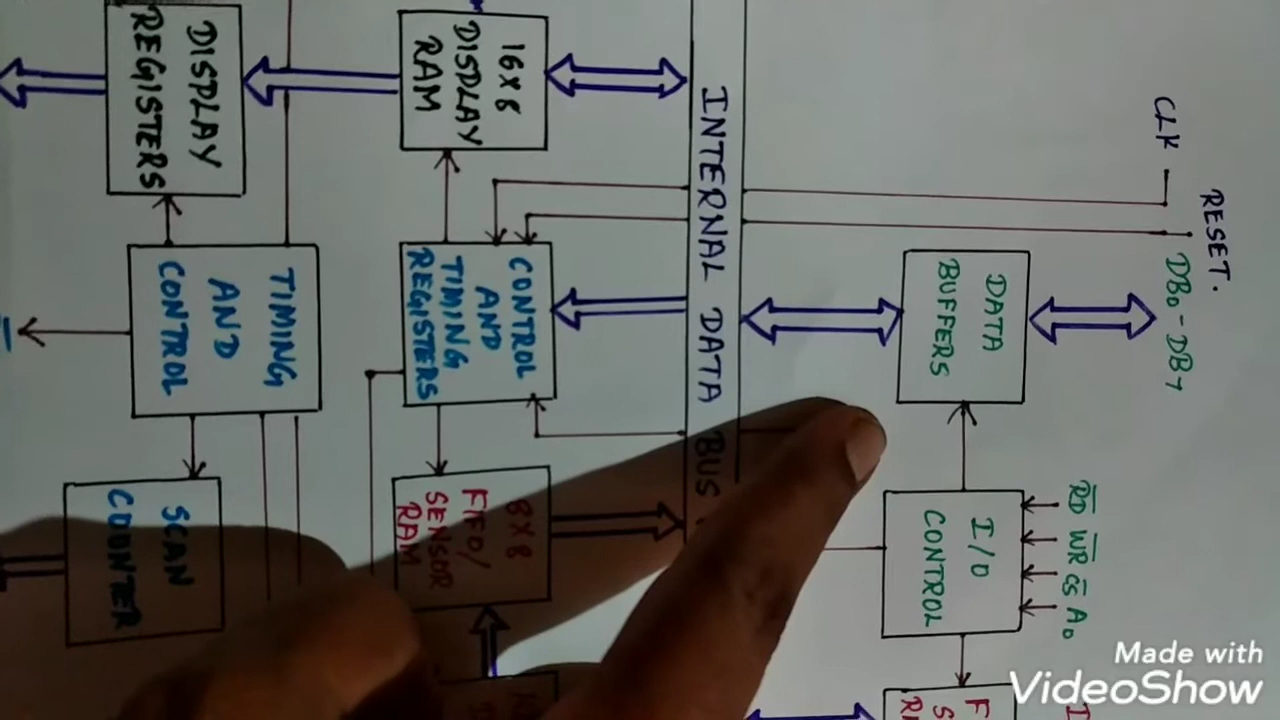 CLK
RESET.
DB0 - DB7
DATA
BUFFERS
RD WR CS A0
I/O
CONTROL
INTERNAL DATA BUS
16X8
DISPLAY
RAM
CONTROL
AND
TIMING
REGISTERS
8X8
FIFO/
SENSOR
RAM
DISPLAY
REGISTERS
TIMING
AND
CONTROL
SCAN
COUNTER
Made with
VideoShow